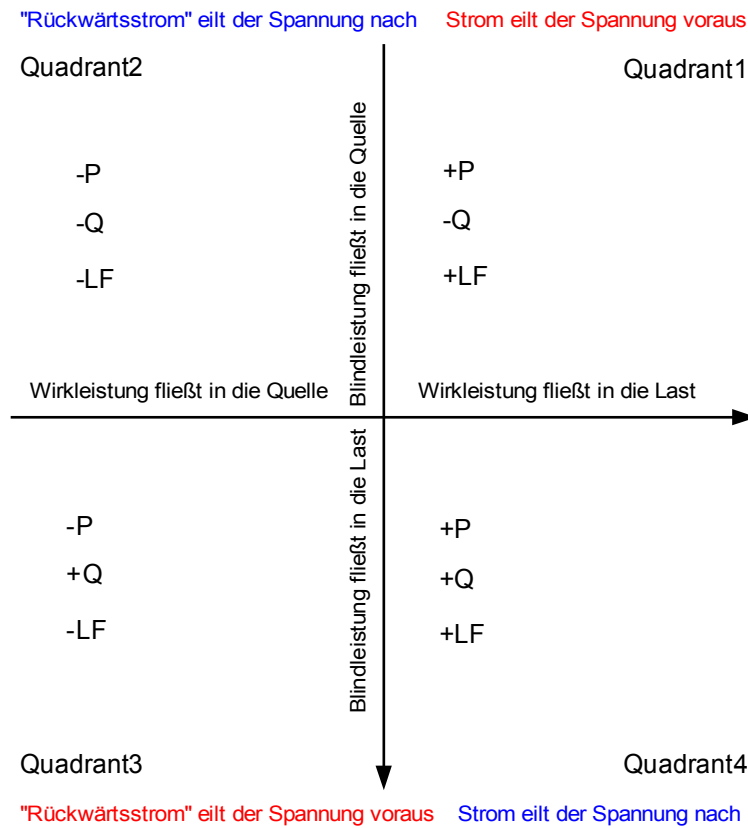 "Rückwärtsstrom" eilt der Spannung nach
Strom eilt der Spannung voraus
Quadrant2
Quadrant1
-P
-Q
-LF
Blindleistung fließt in die Quelle
+P
-Q
+LF
Wirkleistung fließt in die Quelle
Wirkleistung fließt in die Last
-P
+Q
-LF
Blindleistung fließt in die Last
+P
+Q
+LF
Quadrant3
Quadrant4
"Rückwärtsstrom" eilt der Spannung voraus
Strom eilt der Spannung nach